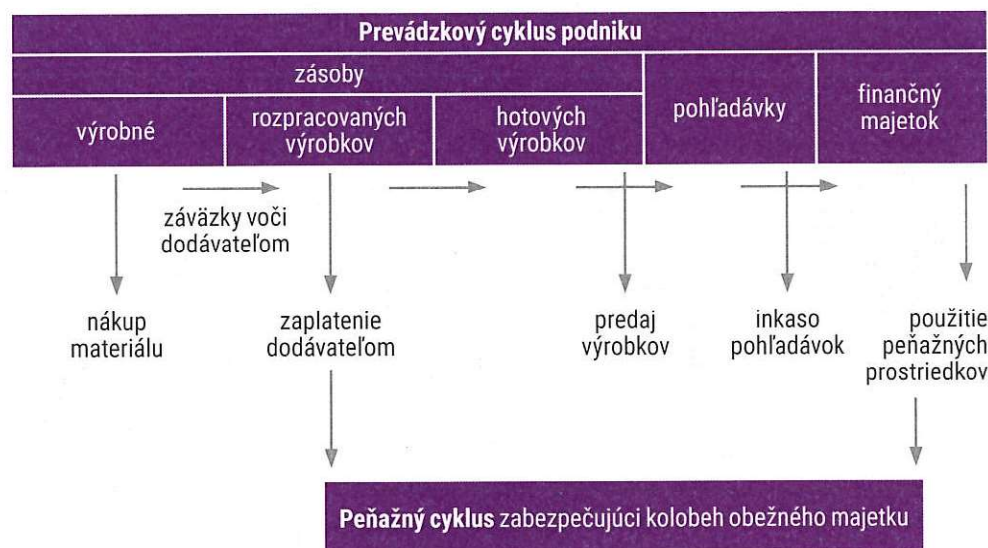 Prevádzkový cyklus podniku
zásoby
pohľadávky
finančný
majetok
výrobné
rozpracovaných
výrobkov
hotových
výrobkov
záväzky voči
dodávateľom
nákup
materiálu
zaplatenie
dodávateľom
predaj
výrobkov
inkaso
pohľadávok
použitie
peňažných
prostriedkov
Peňažný cyklus zabezpečujúci kolobeh obežného majetku